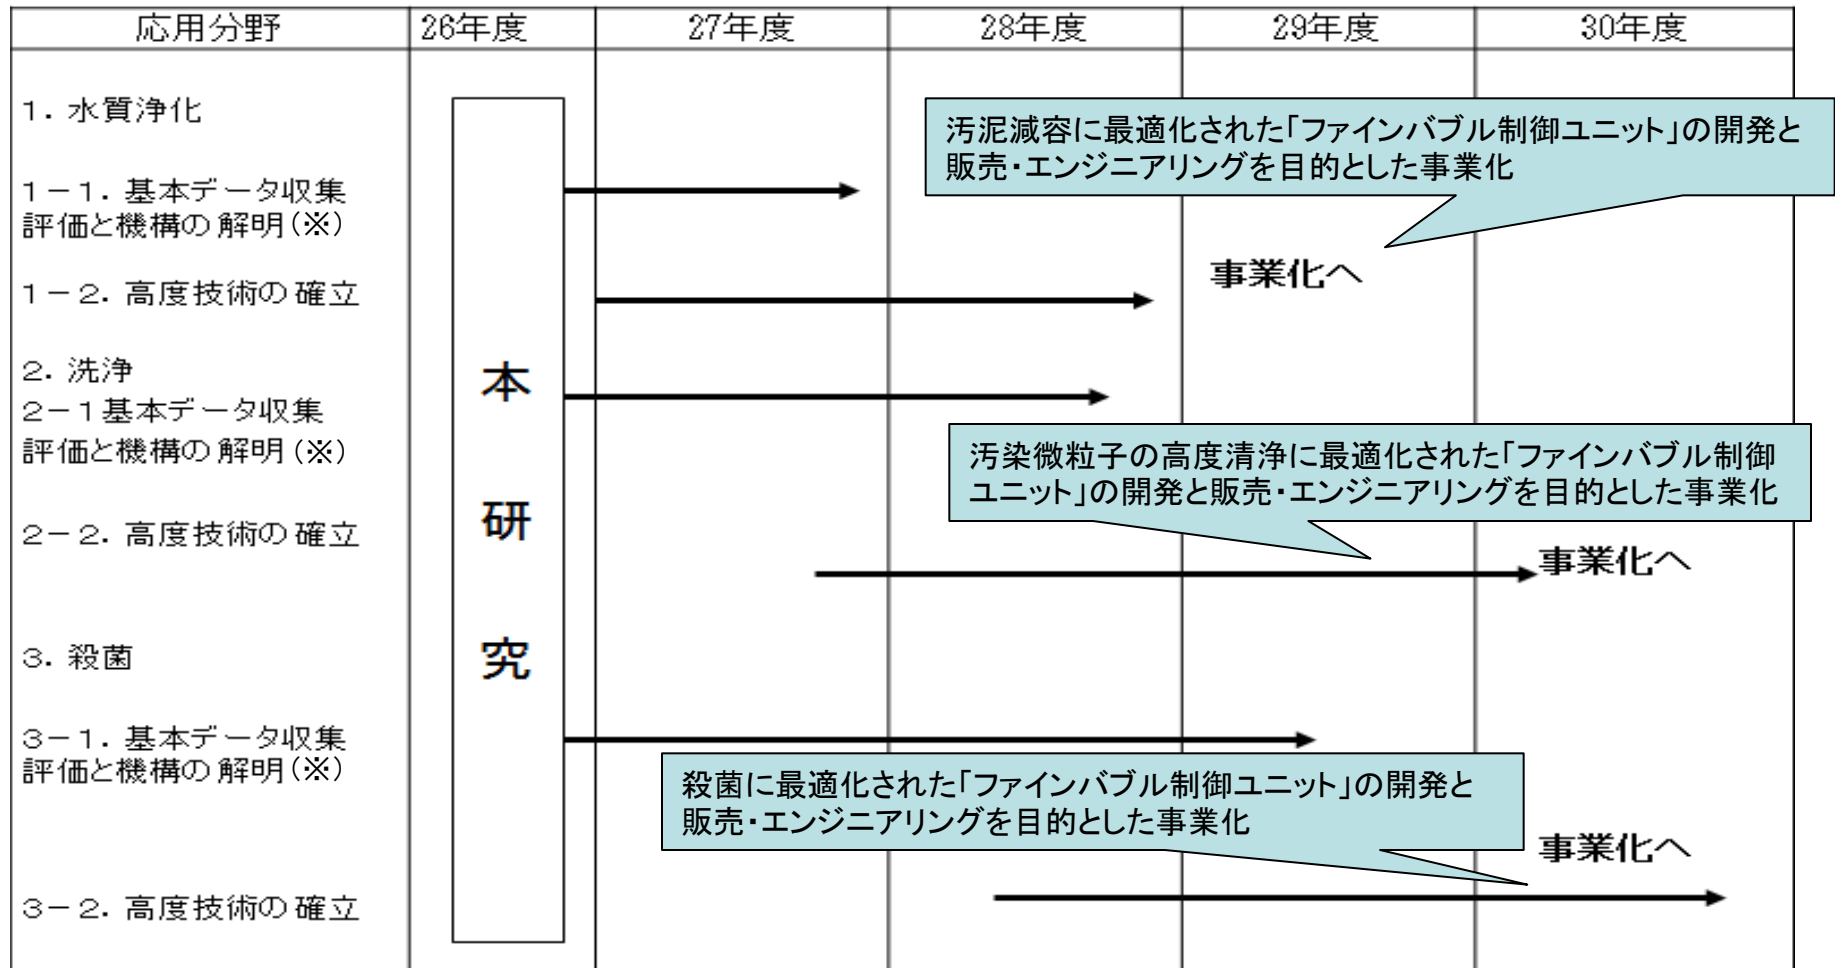 応用分野 26年度 27年度 28年度 29年度 30年度
1. 水質浄化
汚泥減容に最適化された「ファインバブル制御ユニット」の開発と
販売・エンジニアリングを目的とした事業化
1－1. 基本データ収集
評価と機構の解明(※)
事業化へ
1－2. 高度技術の確立
2. 洗浄
2－1基本データ収集
評価と機構の解明(※)
汚染微粒子の高度清浄に最適化された「ファインバブル制御
ユニット」の開発と販売・エンジニアリングを目的とした事業化
2－2. 高度技術の確立
事業化へ
本
研
究
3. 殺菌
3－1. 基本データ収集
評価と機構の解明(※)
殺菌に最適化された「ファインバブル制御ユニット」の開発と
販売・エンジニアリングを目的とした事業化
事業化へ
3－2. 高度技術の確立